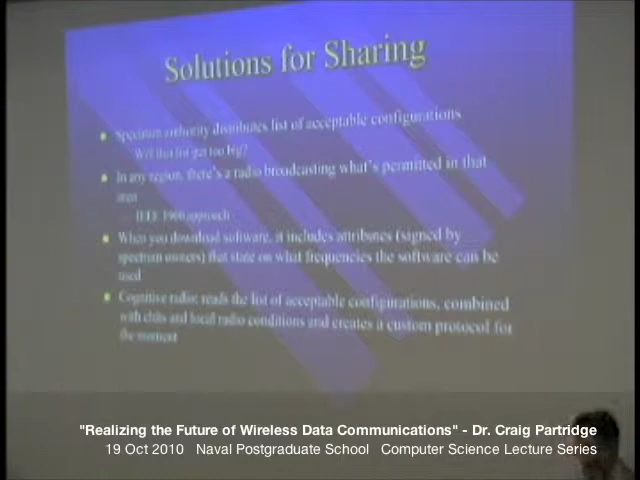 Solutions for Sharing
Spectrum authority distributes list of acceptable configurations
Will that list get too big?
In any region, there's a radio broadcasting what's permitted in that
area
IEEE 1900 approach
When you download software, it includes attributes (signed by
spectrum owners) that state on what frequencies the software can be
used
Cognitive radio: reads the list of acceptable configurations, combined
with chits and local radio conditions and creates a custom protocol for
the moment
"Realizing the Future of Wireless Data Communications" - Dr. Craig Partridge
19 Oct 2010 Naval Postgraduate School Computer Science Lecture Series